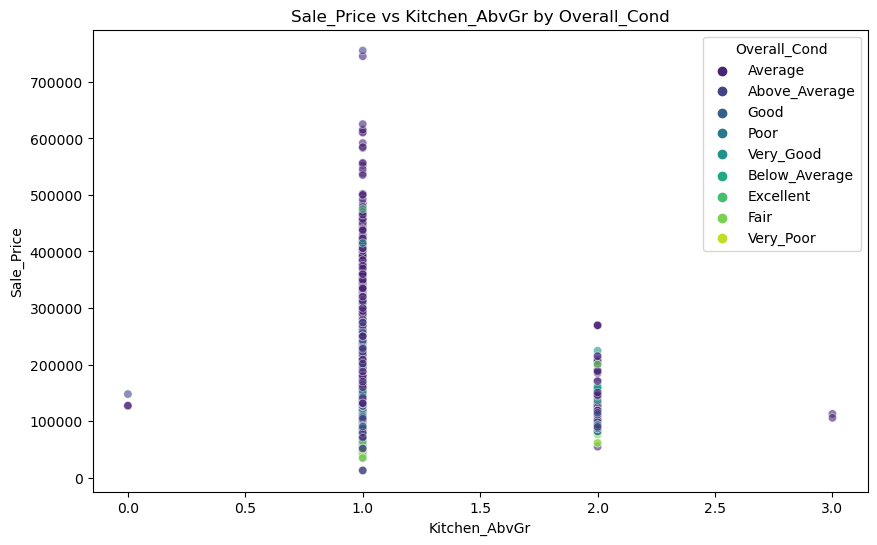 Sale_Price vs Kitchen_AbvGr by Overall_Cond
Overall_Cond
Average
Above_Average
Good
Poor
Very_Good
Below_Average
Excellent
Fair
Very_Poor
Sale_Price
700000
600000
500000
400000
300000
200000
100000
0
0.0
0.5
1.0
1.5
2.0
2.5
3.0
Kitchen_AbvGr